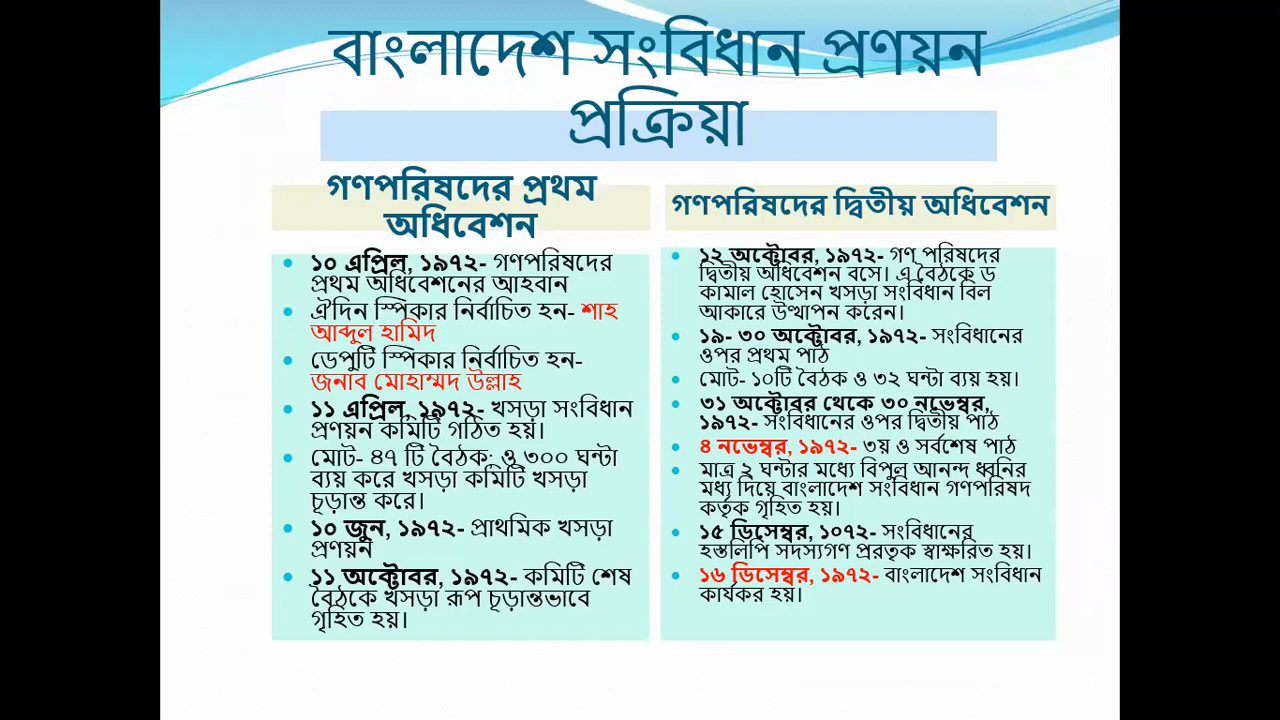 বাংলাদেশ সংবিধান প্রণয়ন
প্রক্রিয়া
গণপরিষদের প্রথম
অধিবেশন
১০ এপ্রিল, ১৯৭২- গণপরিষদের
প্রথম অধিবেশনের আহবান
ঐদিন স্পিকার নির্বাচিত হন- শাহ
আব্দুল হামিদ
ডেপুটি স্পিকার নির্বাচিত হন-
জনাব মোহাম্মদ উল্লাহ
১১ এপ্রিল, ১৯৭২- খসড়া সংবিধান
প্রণয়ন কমিটি গঠিত হয়।
মোট- ৪৭ টি বৈঠক; ও ৩০০ ঘন্টা
ব্যয় করে খসড়া কমিটি খসড়া
চূড়ান্ত করে।
১০ জুন, ১৯৭২- প্রাথমিক খসড়া
প্রণয়ন
১১ অক্টোবর, ১৯৭২- কমিটি শেষ
বৈঠকে খসড়া রূপ চূড়ান্তভাবে
গৃহিত হয়।
গণপরিষদের দ্বিতীয় অধিবেশন
১২ অক্টোবর, ১৯৭২- গণ পরিষদের
দ্বিতীয় অধিবেশন বসে। এ বৈঠকে ড
কামাল হোসেন খসড়া সংবিধান বিল
আকারে উত্থাপন করেন।
১৯- ৩০ অক্টোবর, ১৯৭২- সংবিধানের
ওপর প্রথম পাঠ
মোট- ১০টি বৈঠক ও ৩২ ঘন্টা ব্যয় হয়।
৩১ অক্টোবর থেকে ৩০ নভেম্বর,
১৯৭২- সংবিধানের ওপর দ্বিতীয় পাঠ
৪ নভেম্বর, ১৯৭২- ৩য় ও সর্বশেষ পাঠ
মাত্র ২ ঘন্টার মধ্যে বিপুল আনন্দ ধ্বনির
মধ্য দিয়ে বাংলাদেশ সংবিধান গণপরিষদ
কর্তৃক গৃহিত হয়।
১৫ ডিসেম্বর, ১০৭২- সংবিধানের
হস্তলিপি সদস্যগণ প্ররতৃক স্বাক্ষরিত হয়।
১৬ ডিসেম্বর, ১৯৭২- বাংলাদেশ সংবিধান
কার্যকর হয়।